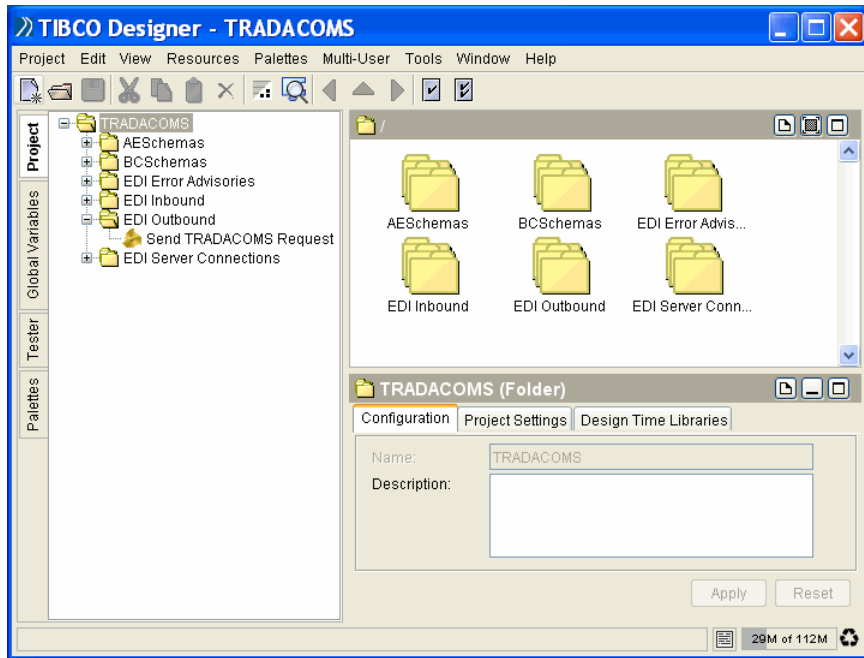 TIBCO Designer - TRADACOMS
Project Edit View Resources Palettes Multi-User Tools Window Help
Project
Global Variables
Tester
Palettes
TRADACOMS
AESchemas
BCSchemas
EDI Error Advisories
EDI Inbound
EDI Outbound
Send TRADACOMS Request
EDI Server Connections
/
AESchemas BCSchemas EDI Error Advis...
EDI Inbound EDI Outbound EDI Server Conn...
TRADACOMS (Folder)
Configuration Project Settings Design Time Libraries
Name: TRADACOMS
Description:
Apply Reset
29M of 112M